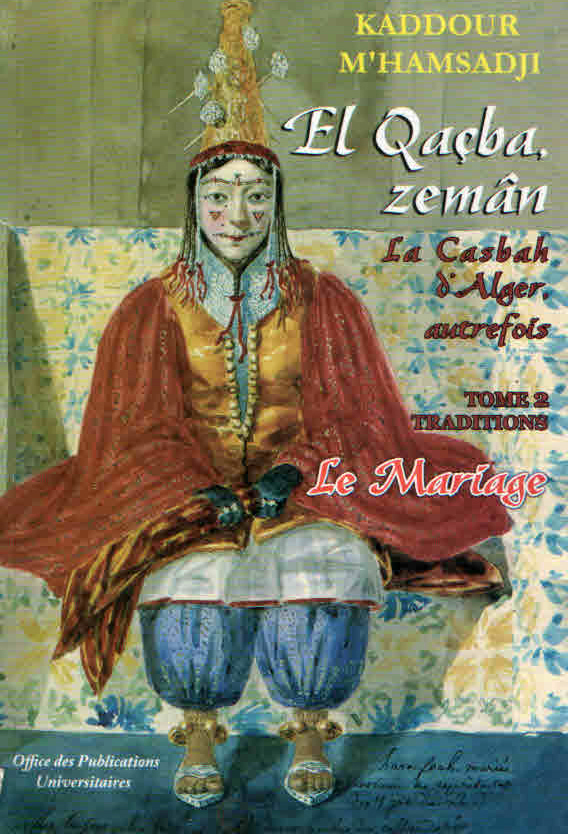 KADDOUR
M'HAMSADJI
El Qaçba,
zemân
La Casbah
d'Alger,
autrefois
TOME 2
TRADITIONS
Le Mariage
Office des Publications
Universitaires